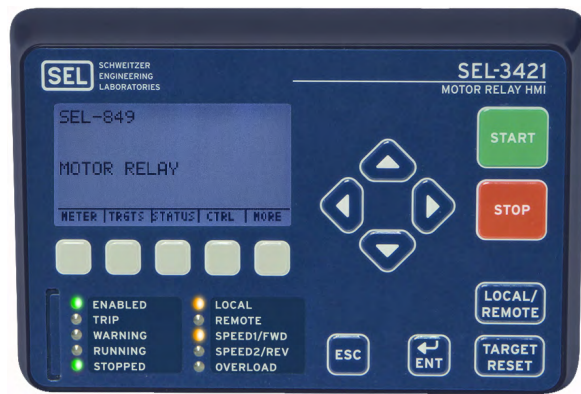 SEL
SCHWEITZER
ENGINEERING
LABORATORIES
SEL-3421
MOTOR RELAY HMI
SEL-849
MOTOR RELAY
METER | TRGTS | STATUS | CTRL | MORE
START
STOP
ENABLED
TRIP
WARNING
RUNNING
STOPPED
LOCAL
REMOTE
SPEED1/FWD
SPEED2/REV
OVERLOAD
LOCAL/
REMOTE
ESC
ENT
TARGET
RESET